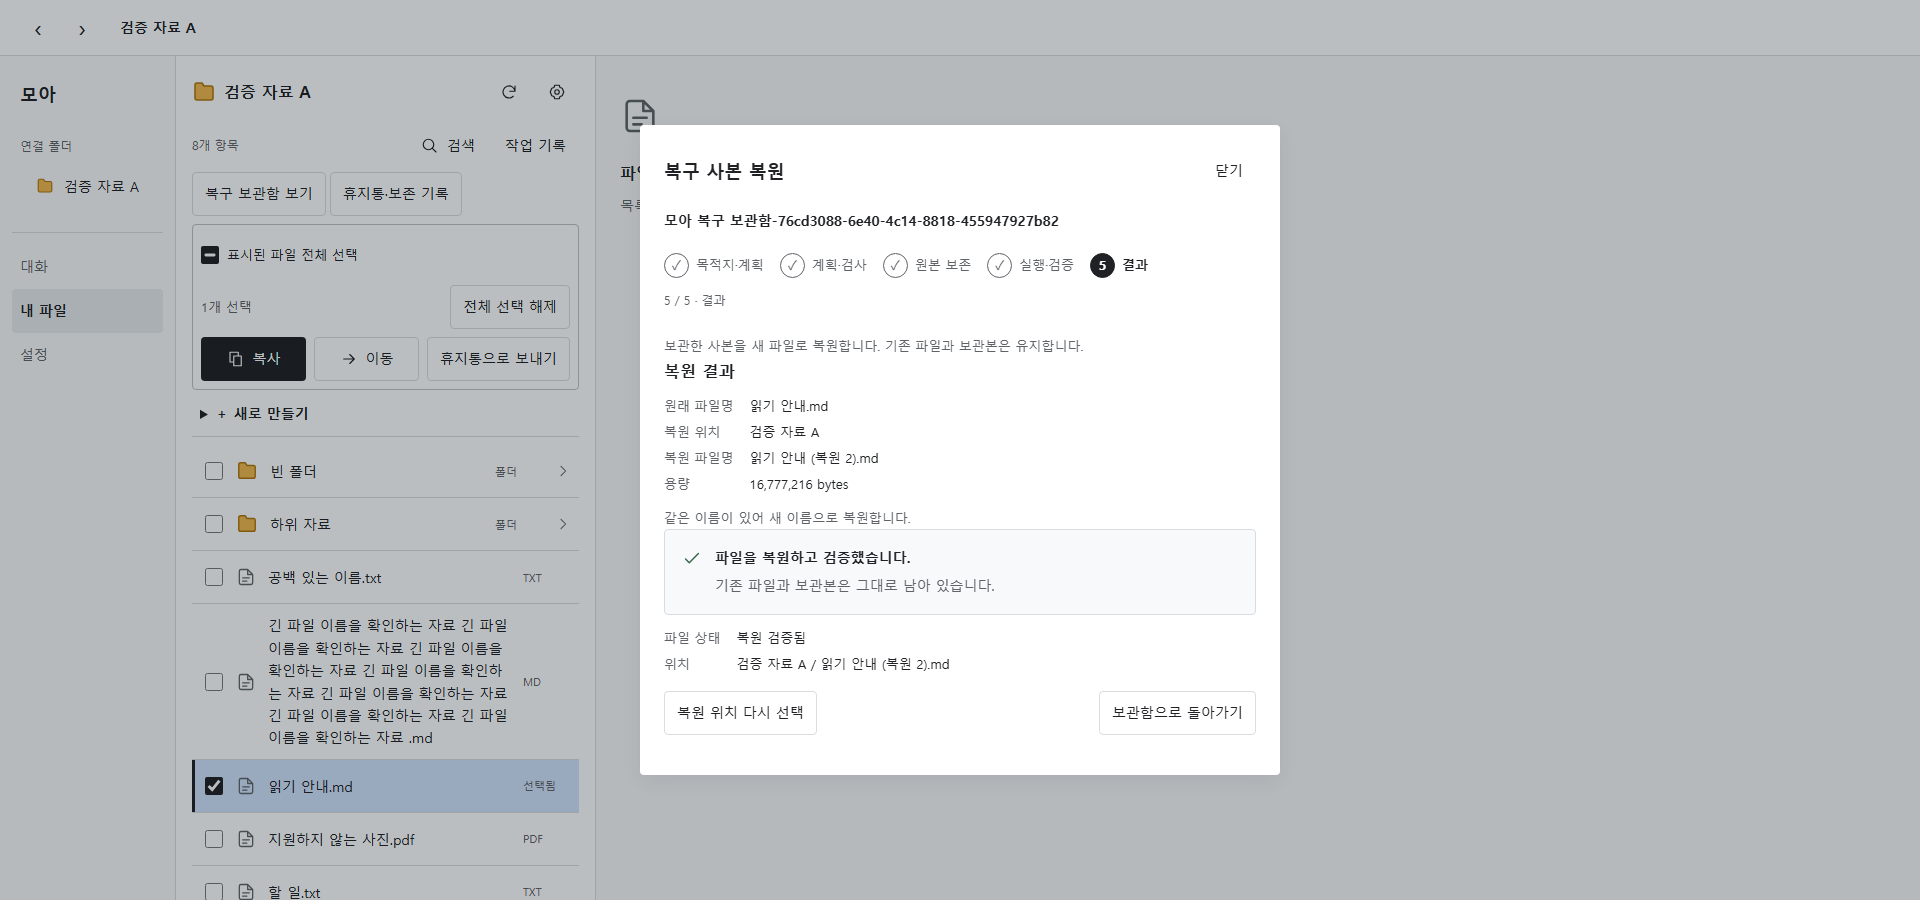 검증 자료 A
모아
연결 폴더
검증 자료 A
대화
내 파일
설정
검증 자료 A
8개 항목
검색
작업 기록
복구 보관함 보기
휴지통·보존 기록
표시된 파일 전체 선택
1개 선택
전체 선택 해제
복사
이동
휴지통으로 보내기
+ 새로 만들기
빈 폴더
폴더
하위 자료
폴더
공백 있는 이름.txt
TXT
긴 파일 이름을 확인하는 자료 긴 파일
이름을 확인하는 자료 긴 파일 이름을
확인하는 자료 긴 파일 이름을 확인하
는 자료 긴 파일 이름을 확인하는 자료
긴 파일 이름을 확인하는 자료 긴 파일
이름을 확인하는 자료 .md
MD
읽기 안내.md
선택됨
지원하지 않는 사진.pdf
PDF
할 일.txt
TXT
복구 사본 복원
닫기
모아 복구 보관함-76cd3088-6e40-4c14-8818-455947927b82
목적지·계획
계획·검사
원본 보존
실행·검증
5 결과
5 / 5 · 결과
보관한 사본을 새 파일로 복원합니다. 기존 파일과 보관본은 유지합니다.
복원 결과
원래 파일명 읽기 안내.md
복원 위치 검증 자료 A
복원 파일명 읽기 안내 (복원 2).md
용량 16,777,216 bytes
같은 이름이 있어 새 이름으로 복원합니다.
파일을 복원하고 검증했습니다.
기존 파일과 보관본은 그대로 남아 있습니다.
파일 상태 복원 검증됨
위치 검증 자료 A / 읽기 안내 (복원 2).md
복원 위치 다시 선택
보관함으로 돌아가기